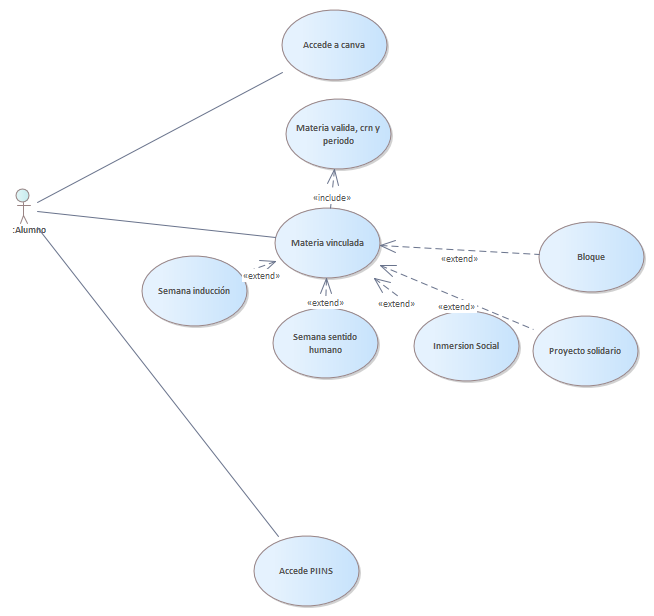 Accede a canva
Materia valida, crn y
periodo
«include»
:Alumno
Materia vinculada
«extend»
Bloque
«extend»
Semana inducción
«extend»
«extend»
«extend»
Semana sentido
humano
Inmersion Social
Proyecto solidario
Accede PIINS